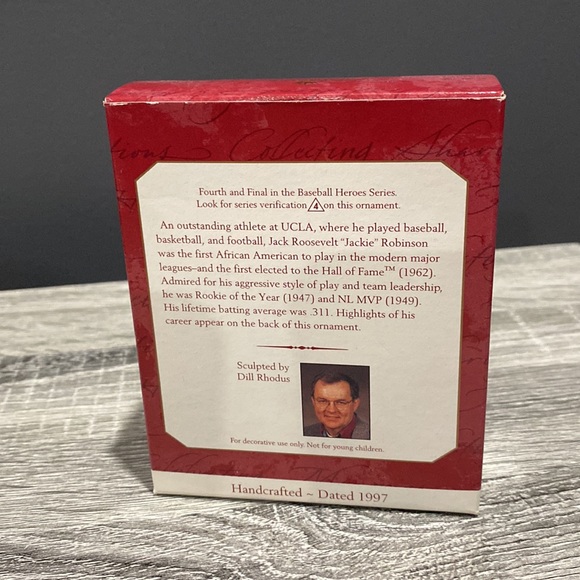 Collecting
Fourth and Final in the Baseball Heroes Series.
Look for series verification 4 on this ornament.
An outstanding athlete at UCLA, where he played baseball,
basketball, and football, Jack Roosevelt "Jackie" Robinson
was the first African American to play in the modern major
leagues–and the first elected to the Hall of Fame™ (1962).
Admired for his aggressive style of play and team leadership,
he was Rookie of the Year (1947) and NL MVP (1949).
His lifetime batting average was .311. Highlights of his
career appear on the back of this ornament.
Sculpted by
Dill Rhodus
For decorative use only. Not for young children.
Handcrafted ~ Dated 1997